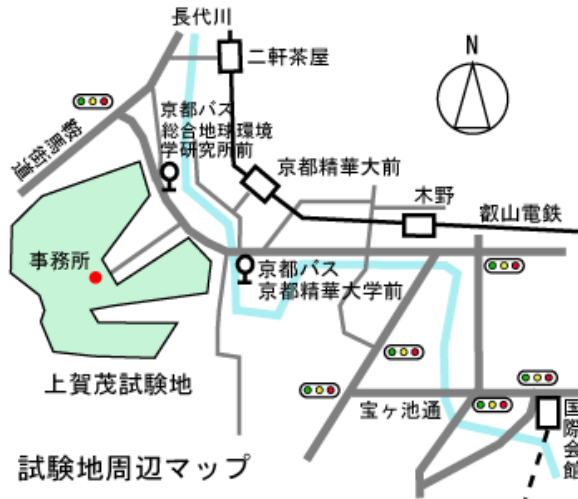 長代川
二軒茶屋
N
鞍馬街道
京都バス
総合地球環境
学研究所前
京都精華大前
木野
叡山電鉄
事務所
京都バス
京都精華大学前
上賀茂試験地
宝ヶ池通
国際会館
試験地周辺マップ